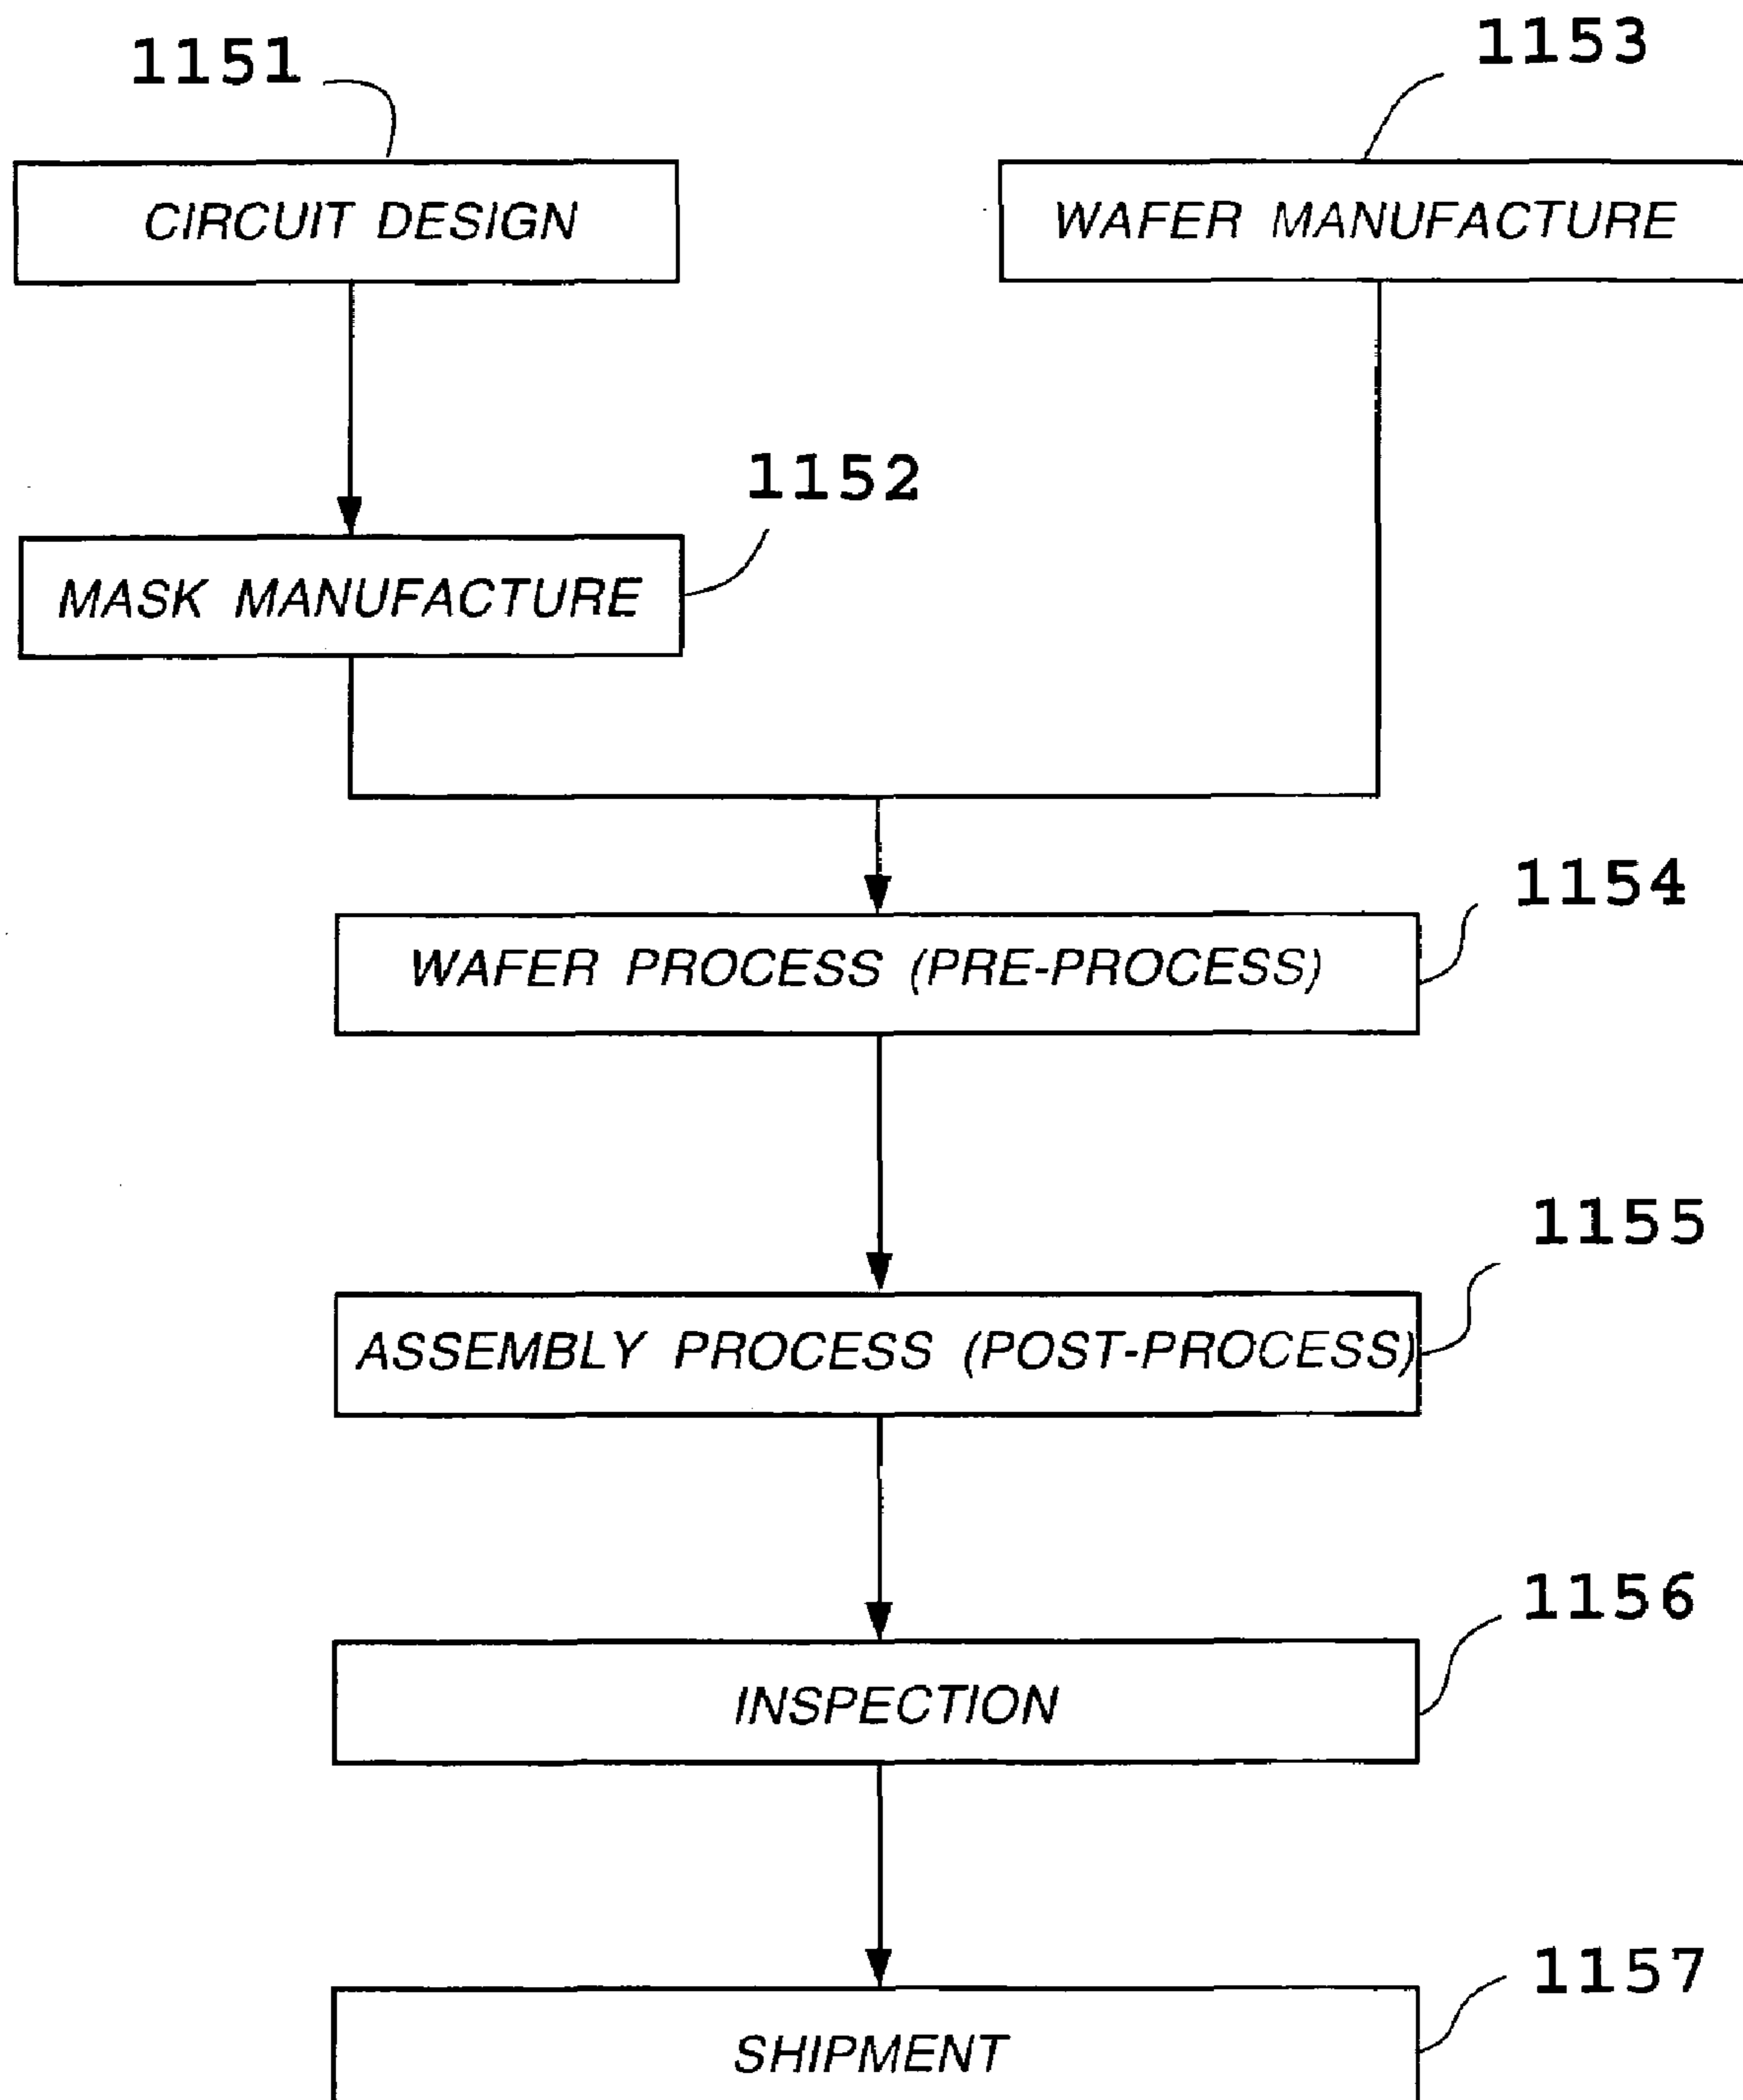 1151
1153
CIRCUIT DESIGN
WAFER MANUFACTURE
1152
MASK MANUFACTURE
1154
WAFER PROCESS (PRE-PROCESS)
1155
ASSEMBLY PROCESS (POST-PROCESS)
1156
INSPECTION
1157
SHIPMENT